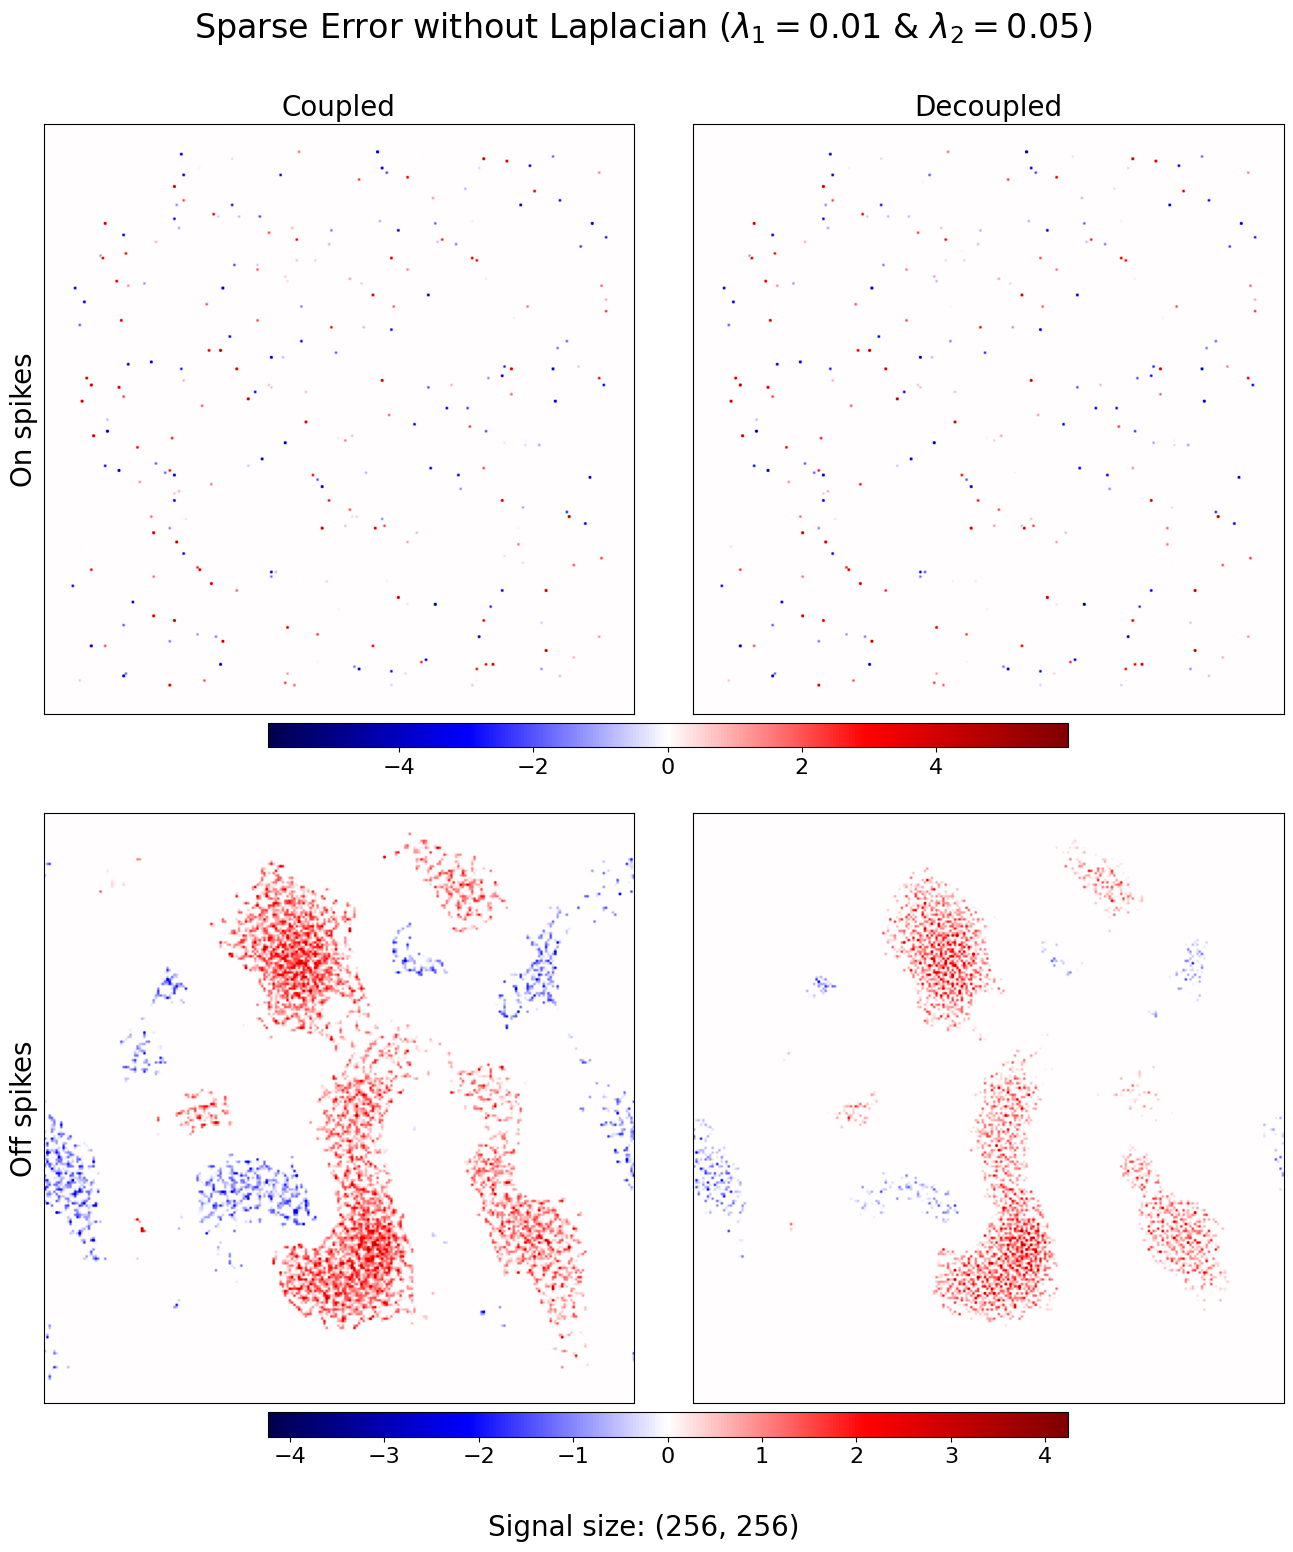 Sparse Error without Laplacian (λ₁ = 0.01 & λ₂ = 0.05)
Coupled
Decoupled
On spikes
−4 −2 0 2 4
Off spikes
−4 −3 −2 −1 0 1 2 3 4
Signal size: (256, 256)